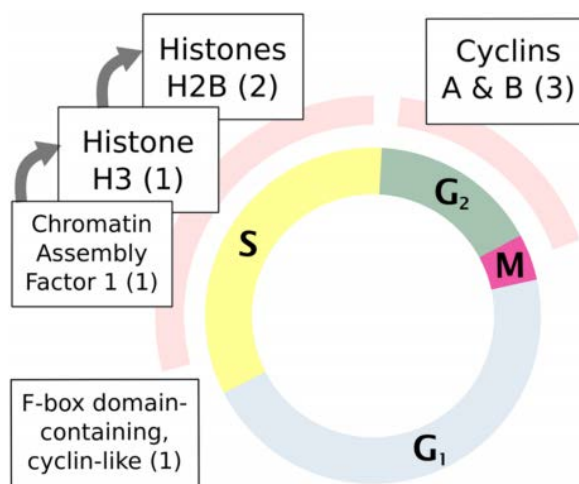 Histones
H2B (2)
Cyclins
A & B (3)
Histone
H3 (1)
Chromatin
Assembly
Factor 1 (1)
S
G₂
M
F-box domain-
containing,
cyclin-like (1)
G₁